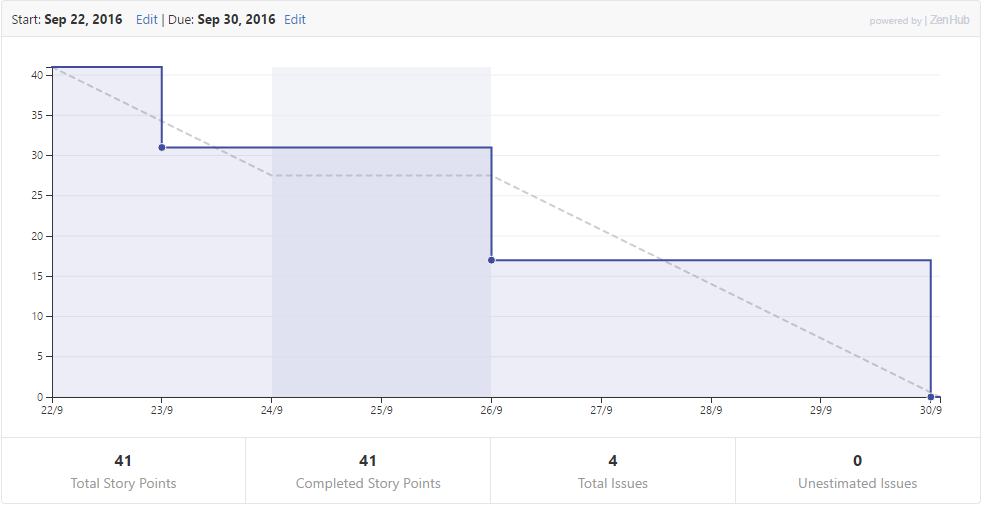 Start: Sep 22, 2016 Edit | Due: Sep 30, 2016 Edit
powered by | ZenHub
40
35
30
25
20
15
10
5
0
22/9 23/9 24/9 25/9 26/9 27/9 28/9 29/9 30/9
41 41 4 0
Total Story Points Completed Story Points Total Issues Unestimated Issues